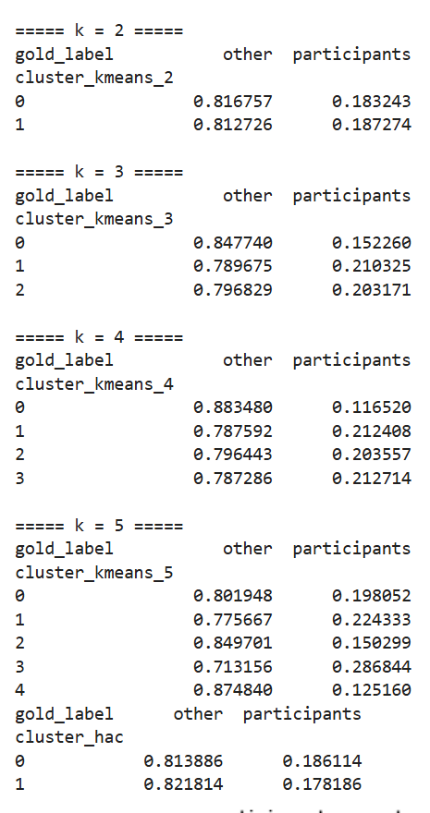 ===== k = 2 =====
gold_label other participants
cluster_kmeans_2
0 0.816757 0.183243
1 0.812726 0.187274
===== k = 3 =====
gold_label other participants
cluster_kmeans_3
0 0.847740 0.152260
1 0.789675 0.210325
2 0.796829 0.203171
===== k = 4 =====
gold_label other participants
cluster_kmeans_4
0 0.883480 0.116520
1 0.787592 0.212408
2 0.796443 0.203557
3 0.787286 0.212714
===== k = 5 =====
gold_label other participants
cluster_kmeans_5
0 0.801948 0.198052
1 0.775667 0.224333
2 0.849701 0.150299
3 0.713156 0.286844
4 0.874840 0.125160
gold_label other participants
cluster_hac
0 0.813886 0.186114
1 0.821814 0.178186